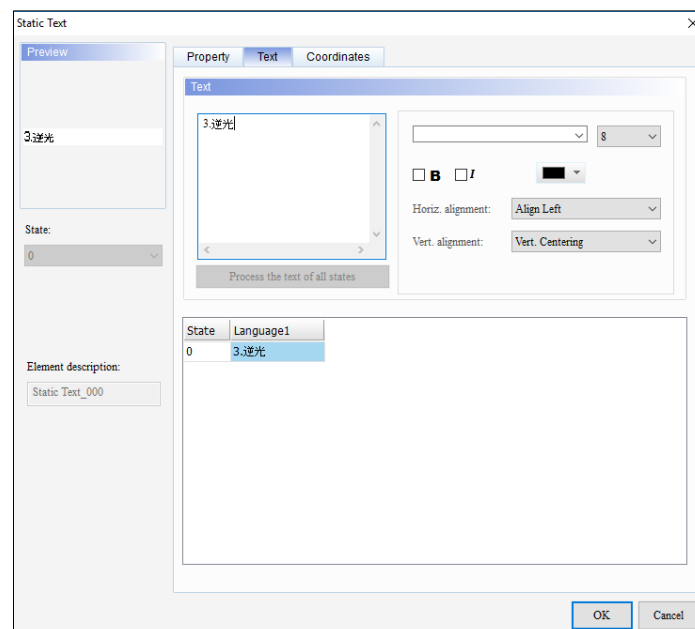 Static Text
Preview
3.逆光
State:
0
Element description:
Static Text_000
Property Text Coordinates
Text
3.逆光
8
B I
Horiz. alignment: Align Left
Vert. alignment: Vert. Centering
Process the text of all states
State Language1
0 3.逆光
OK Cancel